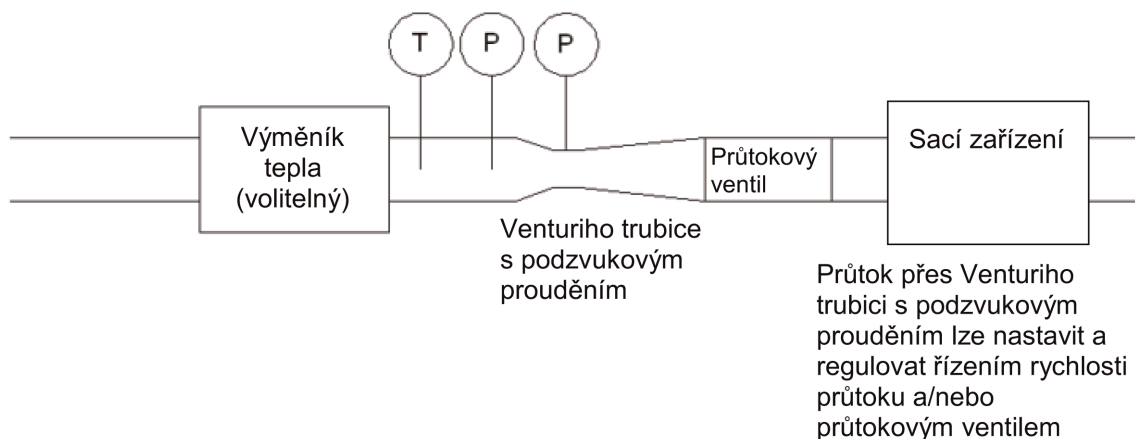 T
P
P
Výměník
tepla
(volitelný)
Průtokový
ventil
Sací zařízení
Venturiho trubice
s podzvukovým
prouděním
Průtok přes Venturiho
trubici s podzvukovým
prouděním lze nastavit a
regulovat řízením rychlosti
průtoku a/nebo
průtokovým ventilem